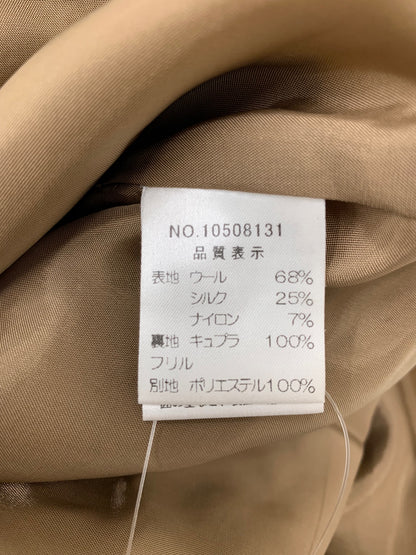 NO.10508131
品質表示
表地 ウール 68%
シルク 25%
ナイロン 7%
裏地 キュプラ 100%
フリル
別地 ポリエステル100%